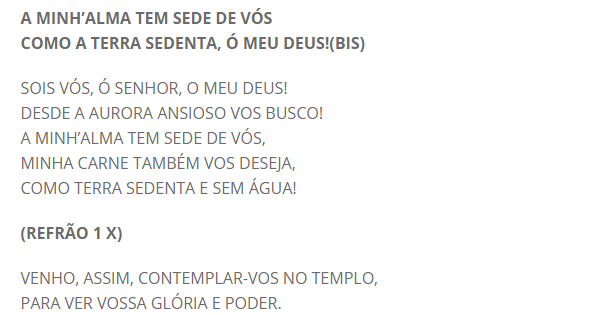 A MINH’ALMA TEM SEDE DE VÓS
COMO A TERRA SEDENTA, Ó MEU DEUS!(BIS)
SOIS VÓS, Ó SENHOR, O MEU DEUS!
DESDE A AURORA ANSIOSO VOS BUSCO!
A MINH’ALMA TEM SEDE DE VÓS,
MINHA CARNE TAMBÉM VOS DESEJA,
COMO TERRA SEDENTA E SEM ÁGUA!
(REFRÃO 1 X)
VENHO, ASSIM, CONTEMPLAR-VOS NO TEMPLO,
PARA VER VOSSA GLÓRIA E PODER.